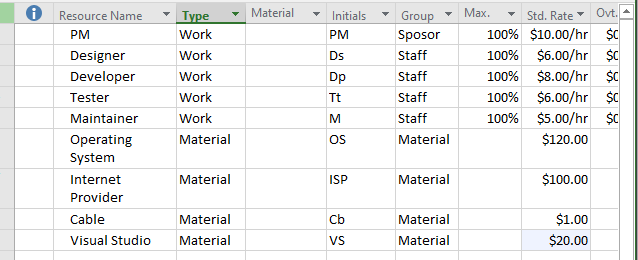 Resource Name Type Material Initials Group Max. Std. Rate Ovt.
PM Work PM Sposor 100% $10.00/hr $0
Designer Work Ds Staff 100% $6.00/hr $0
Developer Work Dp Staff 100% $8.00/hr $0
Tester Work Tt Staff 100% $6.00/hr $0
Maintainer Work M Staff 100% $5.00/hr $0
Operating Material OS Material $120.00
System
Internet Material ISP Material $100.00
Provider
Cable Material Cb Material $1.00
Visual Studio Material VS Material $20.00